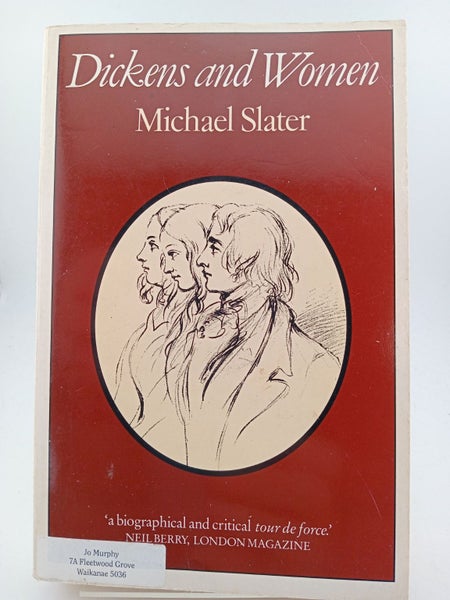 Dickens and Women
Michael Slater
‘a biographical and critical tour de force.’
NEIL BERRY, LONDON MAGAZINE
Jo Murphy
7A Fleetwood Grove
Waikanae 5036